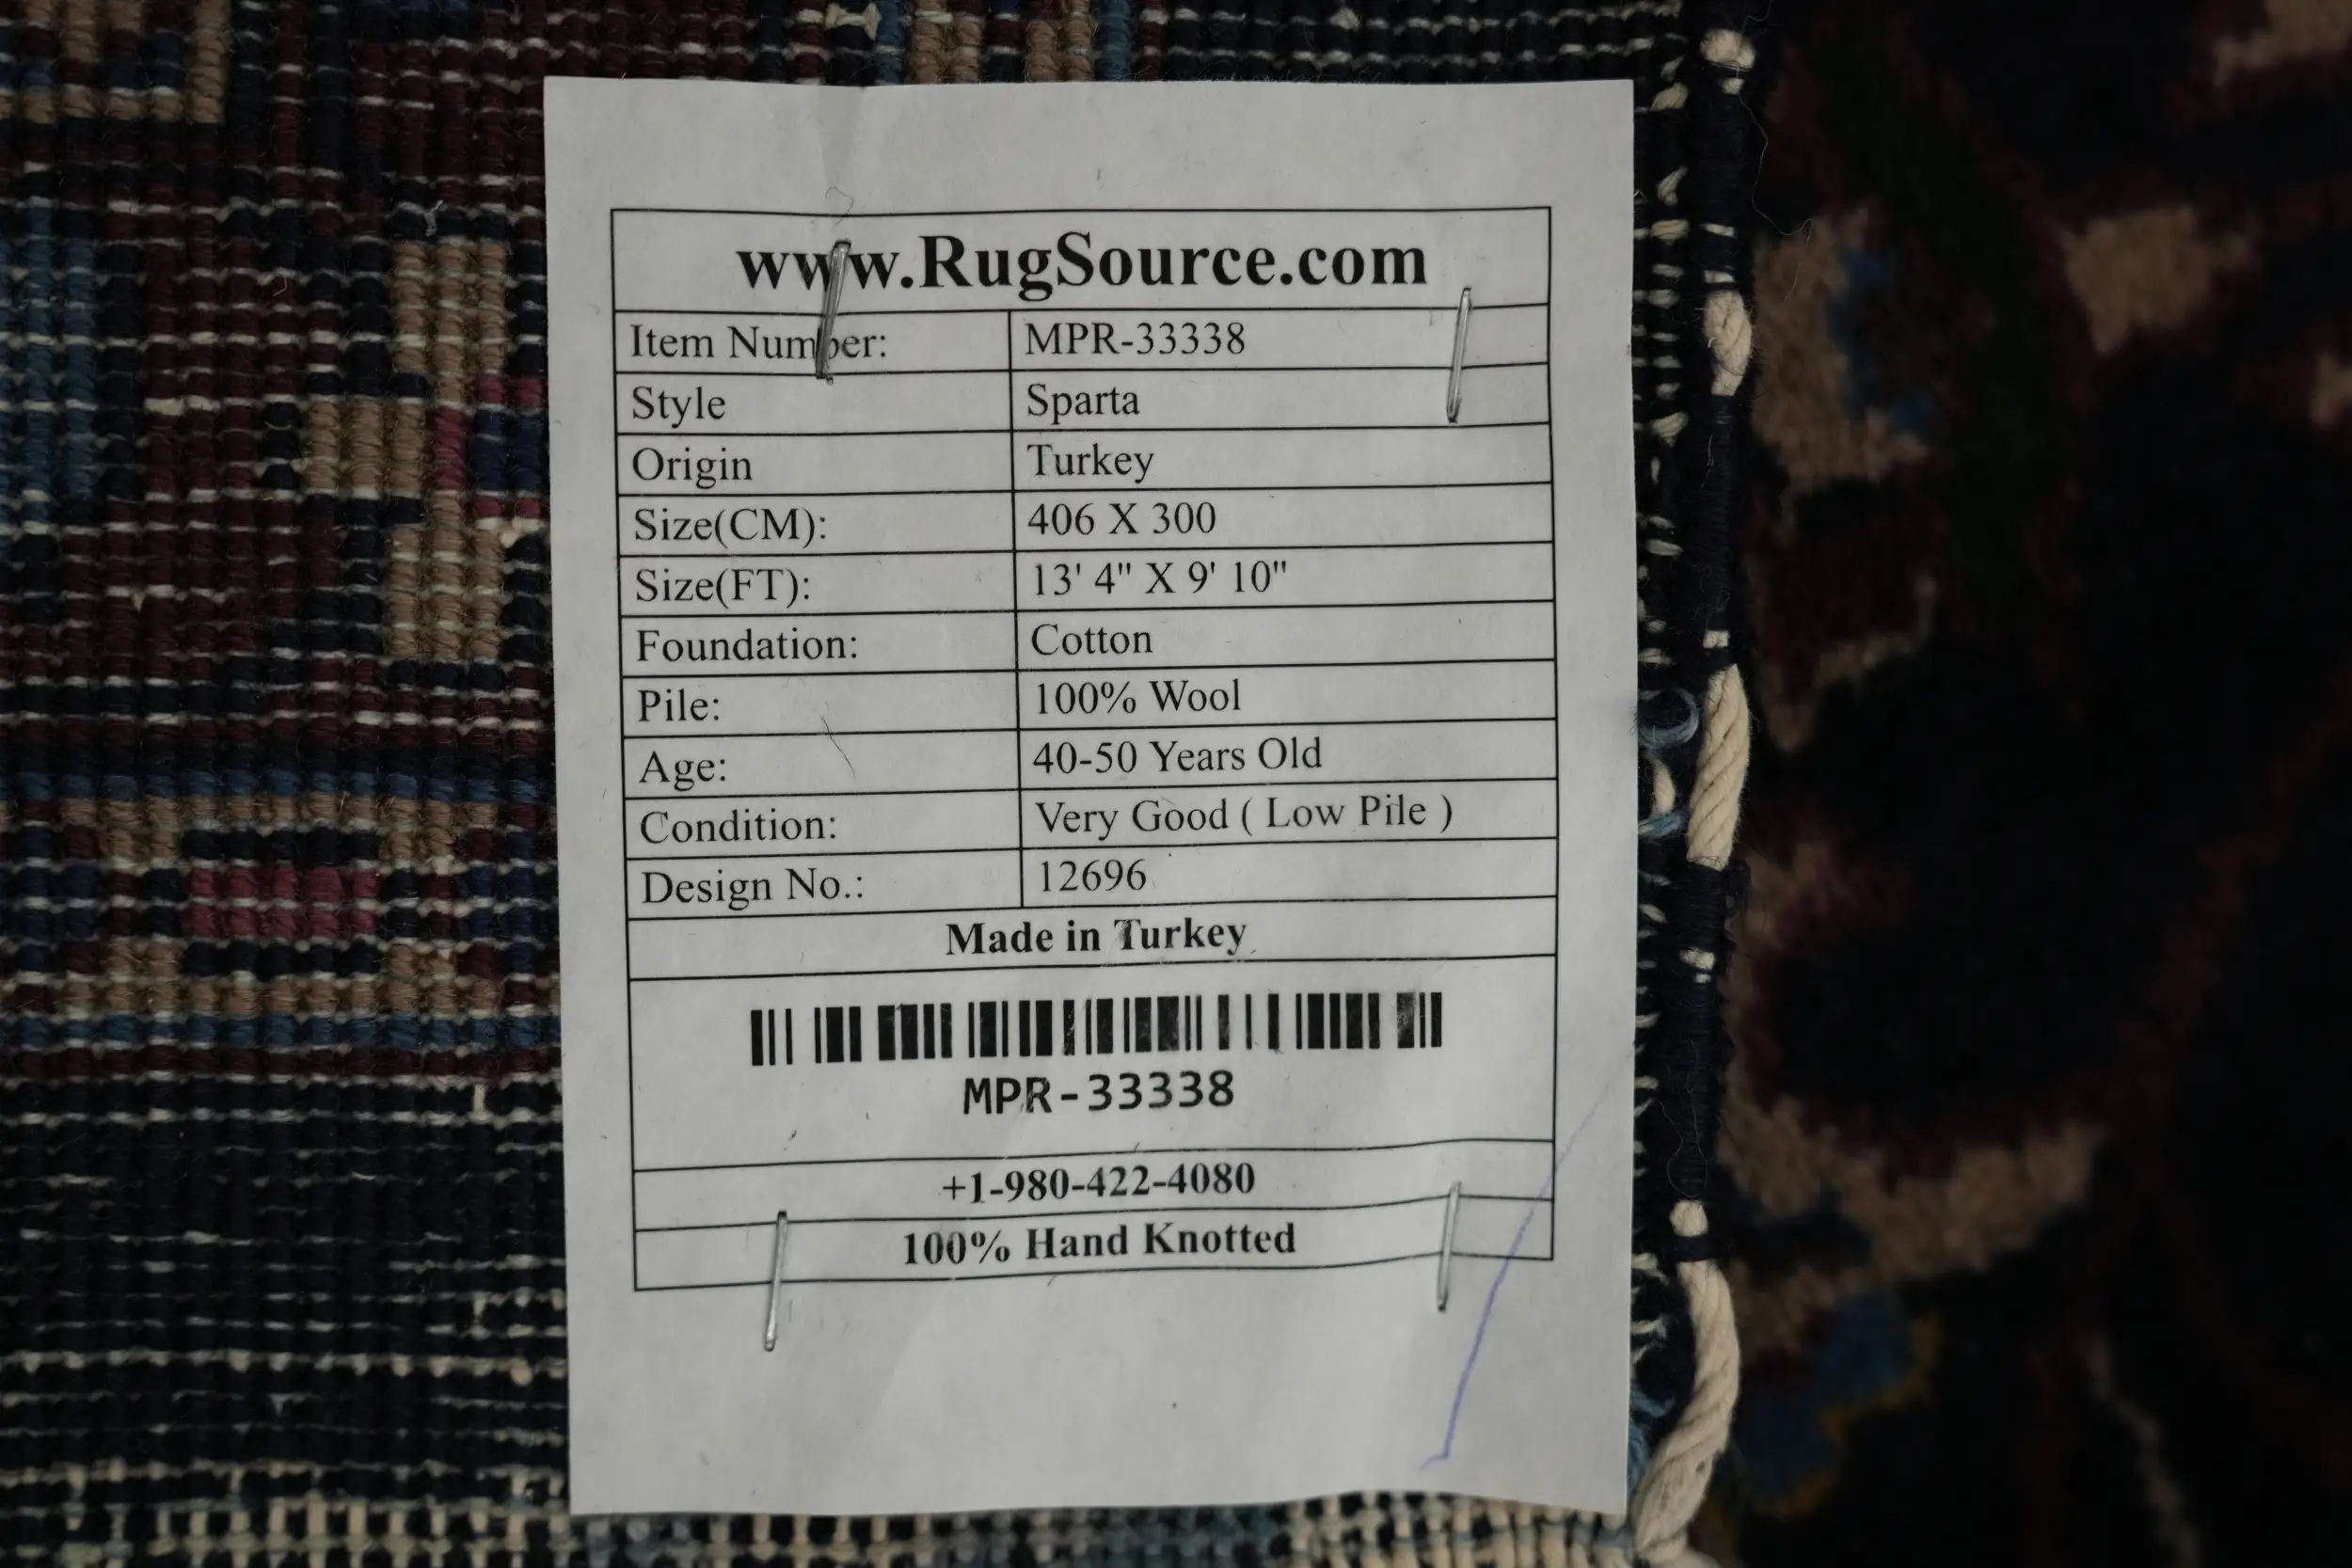 www.RugSource.com
Item Number: MPR-33338
Style Sparta
Origin Turkey
Size(CM): 406 X 300
Size(FT): 13' 4" X 9' 10"
Foundation: Cotton
Pile: 100% Wool
Age: 40-50 Years Old
Condition: Very Good ( Low Pile )
Design No.: 12696
Made in Turkey
MPR-33338
+1-980-422-4080
100% Hand Knotted